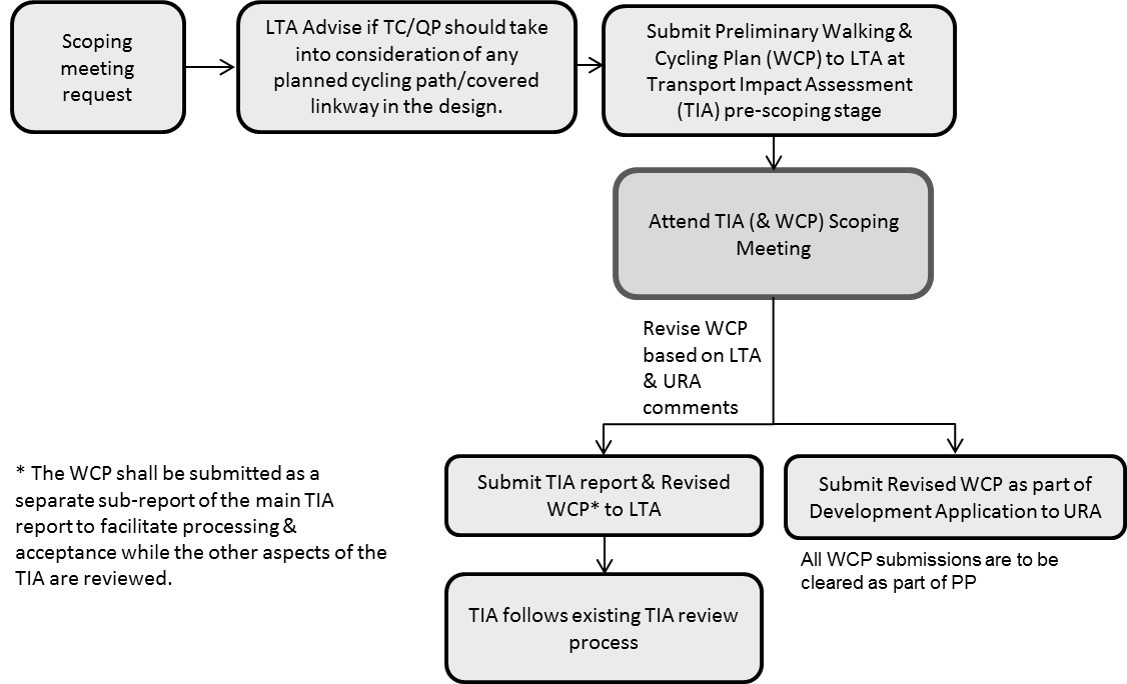 Scoping
meeting
request
LTA Advise if TC/QP should take
into consideration of any
planned cycling path/covered
linkway in the design.
Submit Preliminary Walking &
Cycling Plan (WCP) to LTA at
Transport Impact Assessment
(TIA) pre-scoping stage
Attend TIA (& WCP) Scoping
Meeting
Revise WCP
based on LTA
& URA
comments
* The WCP shall be submitted as a
separate sub-report of the main TIA
report to facilitate processing &
acceptance while the other aspects of the
TIA are reviewed.
Submit TIA report & Revised
WCP* to LTA
Submit Revised WCP as part of
Development Application to URA
All WCP submissions are to be
cleared as part of PP
TIA follows existing TIA review
process